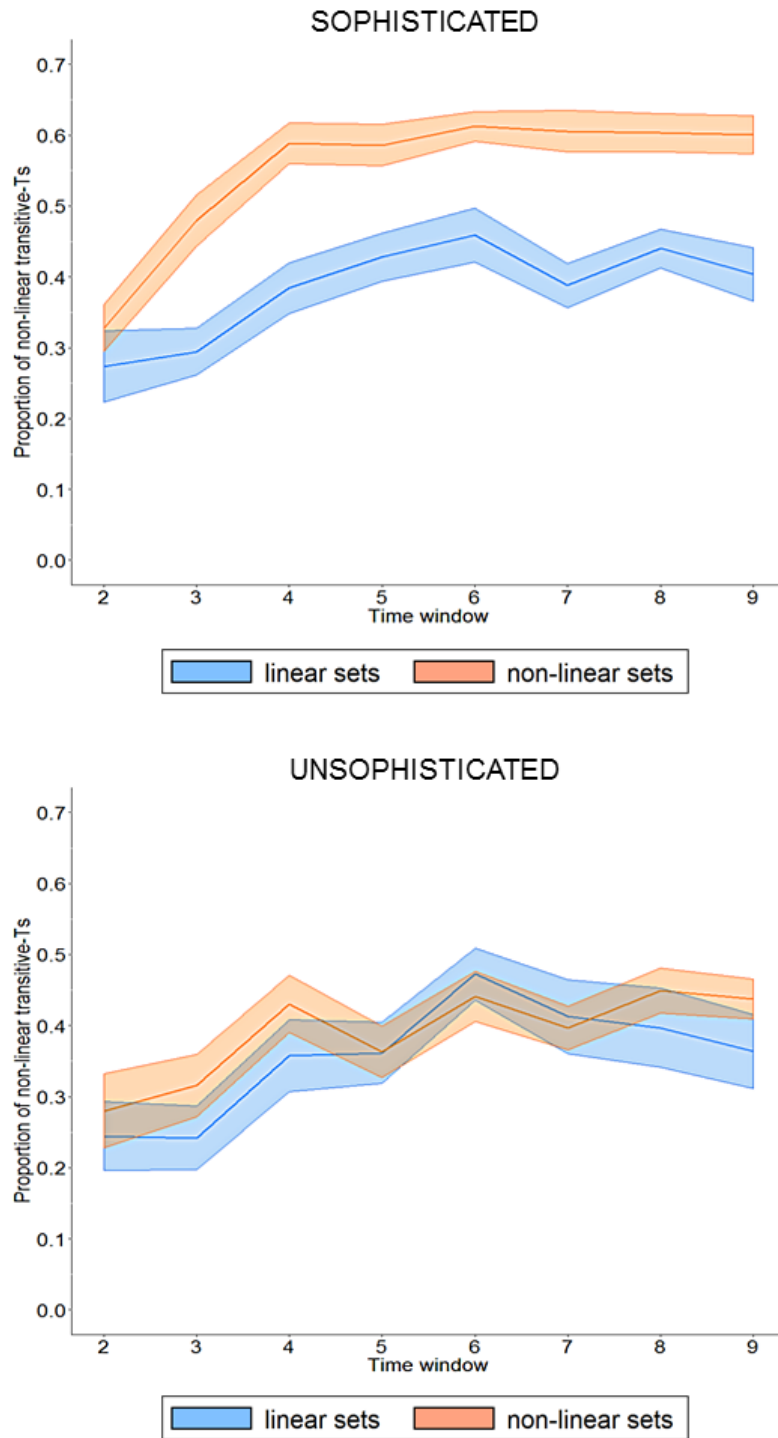 SOPHISTICATED
Proportion of non-linear transitive-Ts
0.7
0.6
0.5
0.4
0.3
0.2
0.1
0.0
2 3 4 5 6 7 8 9
Time window
linear sets non-linear sets
UNSOPHISTICATED
Proportion of non-linear transitive-Ts
0.7
0.6
0.5
0.4
0.3
0.2
0.1
0.0
2 3 4 5 6 7 8 9
Time window
linear sets non-linear sets